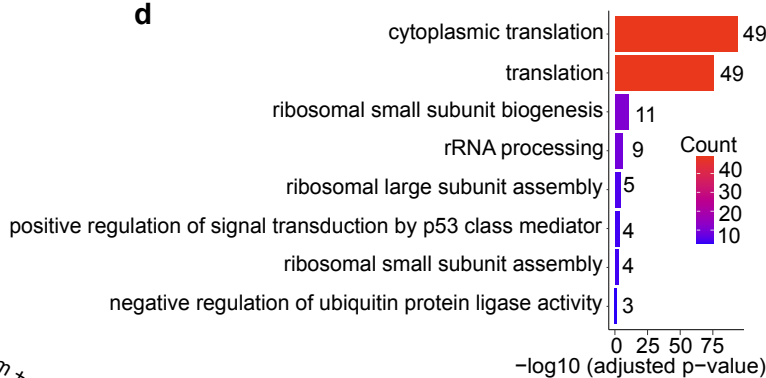 d
cytoplasmic translation 49
translation 49
ribosomal small subunit biogenesis 11
rRNA processing 9
Count
ribosomal large subunit assembly 5
40
30
positive regulation of signal transduction by p53 class mediator 4
20
10
ribosomal small subunit assembly 4
negative regulation of ubiquitin protein ligase activity 3
0 25 50 75
−log10 (adjusted p−value)